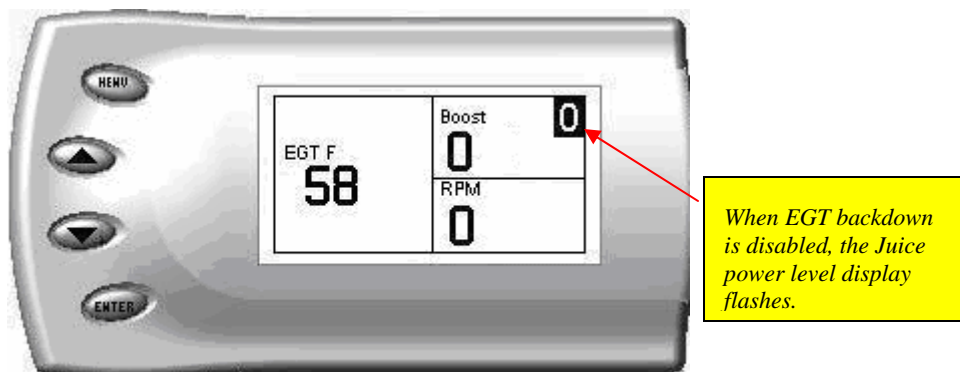 MENU
ENTER
EGT F
58
Boost
0
0
RPM
0
When EGT backdown
is disabled, the Juice
power level display
flashes.